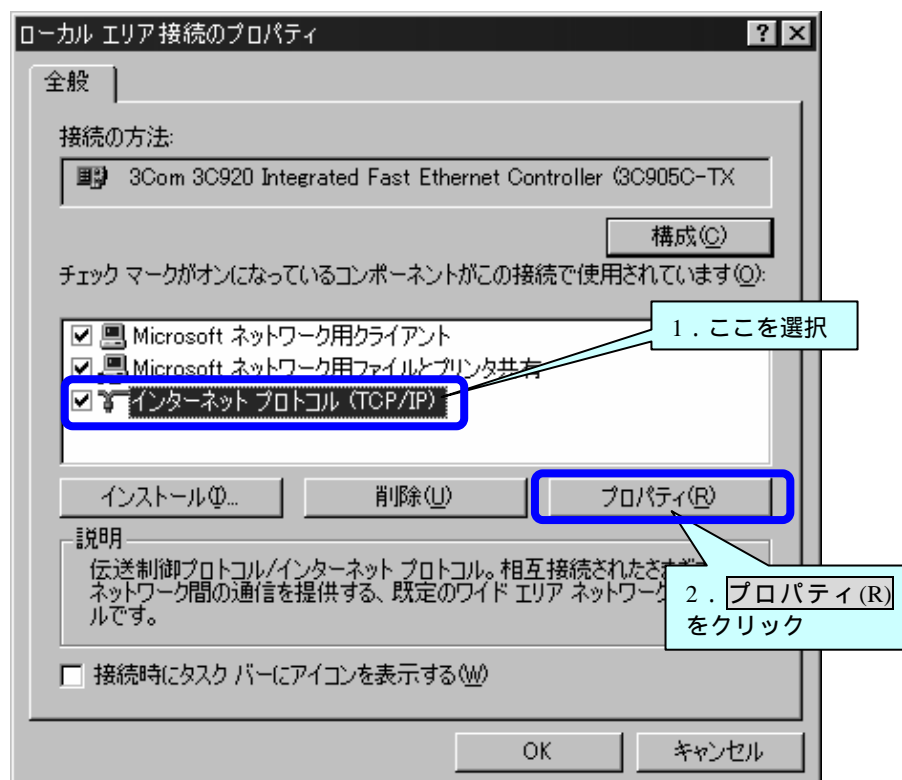 ローカル エリア接続のプロパティ
全般
接続の方法:
3Com 3C920 Integrated Fast Ethernet Controller (3C905C-TX
構成(C)
チェック マークがオンになっているコンポーネントがこの接続で使用されています(O):
1．ここを選択
Microsoft ネットワーク用クライアント
Microsoft ネットワーク用ファイルとプリンタ共有
インターネット プロトコル (TCP/IP)
インストール(I)...
削除(U)
プロパティ(R)
説明
伝送制御プロトコル/インターネット プロトコル。相互接続されたさまざ
ネットワーク間の通信を提供する、既定のワイド エリア ネットワーク
ルです。
2．プロパティ(R)
をクリック
接続時にタスク バーにアイコンを表示する(W)
OK
キャンセル